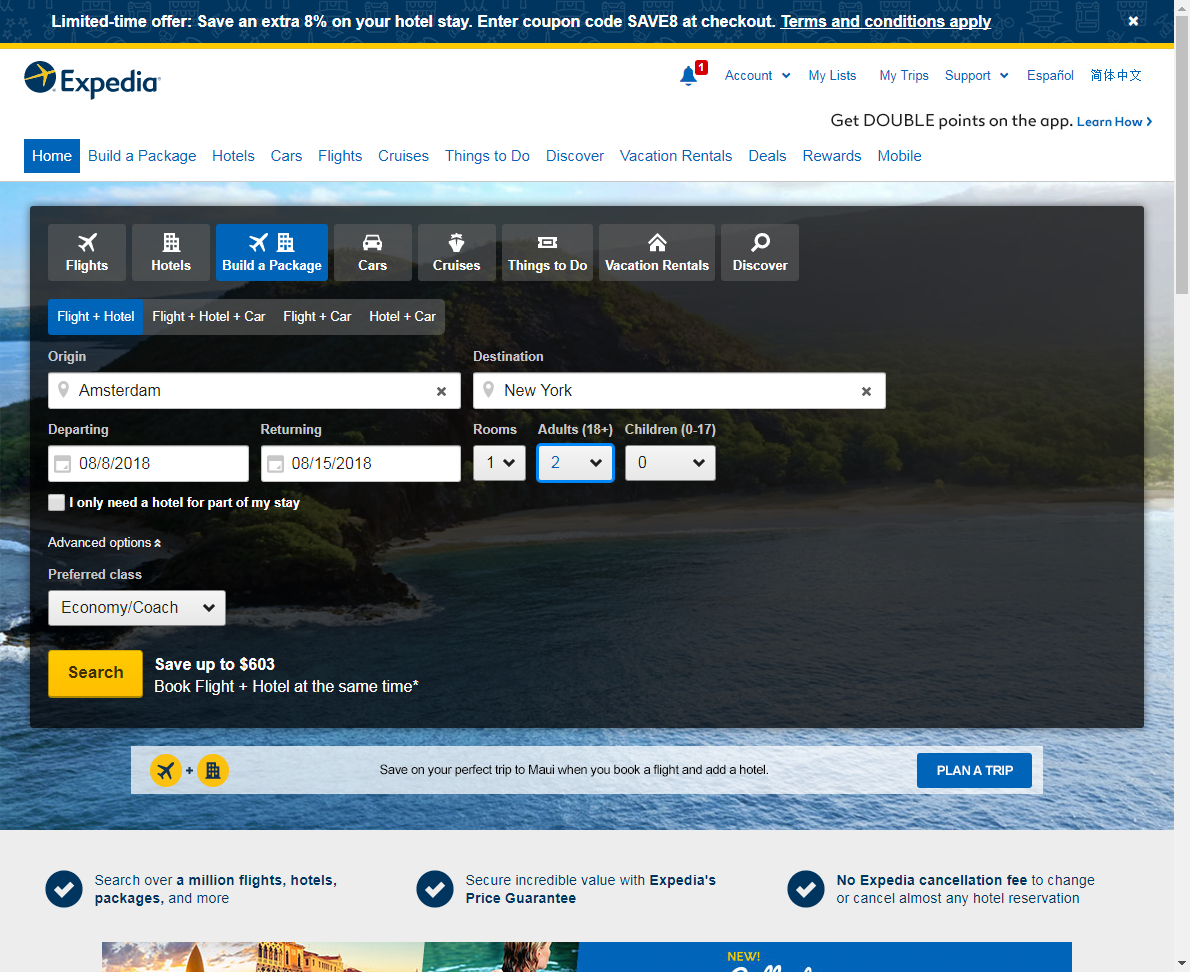 Limited-time offer: Save an extra 8% on your hotel stay. Enter coupon code SAVE8 at checkout. Terms and conditions apply
Expedia
1
Account
My Lists
My Trips
Support
Español
简体中文
Get DOUBLE points on the app. Learn How
Home
Build a Package
Hotels
Cars
Flights
Cruises
Things to Do
Discover
Vacation Rentals
Deals
Rewards
Mobile
Flights
Hotels
Build a Package
Cars
Cruises
Things to Do
Vacation Rentals
Discover
Flight + Hotel
Flight + Hotel + Car
Flight + Car
Hotel + Car
Origin
Destination
Amsterdam
New York
Departing
Returning
Rooms
Adults (18+)
Children (0-17)
08/8/2018
08/15/2018
1
2
0
I only need a hotel for part of my stay
Advanced options
Preferred class
Economy/Coach
Search
Save up to $603
Book Flight + Hotel at the same time*
+
Save on your perfect trip to Maui when you book a flight and add a hotel.
PLAN A TRIP
Search over a million flights, hotels,
packages, and more
Secure incredible value with Expedia's
Price Guarantee
No Expedia cancellation fee to change
or cancel almost any hotel reservation
NEW!